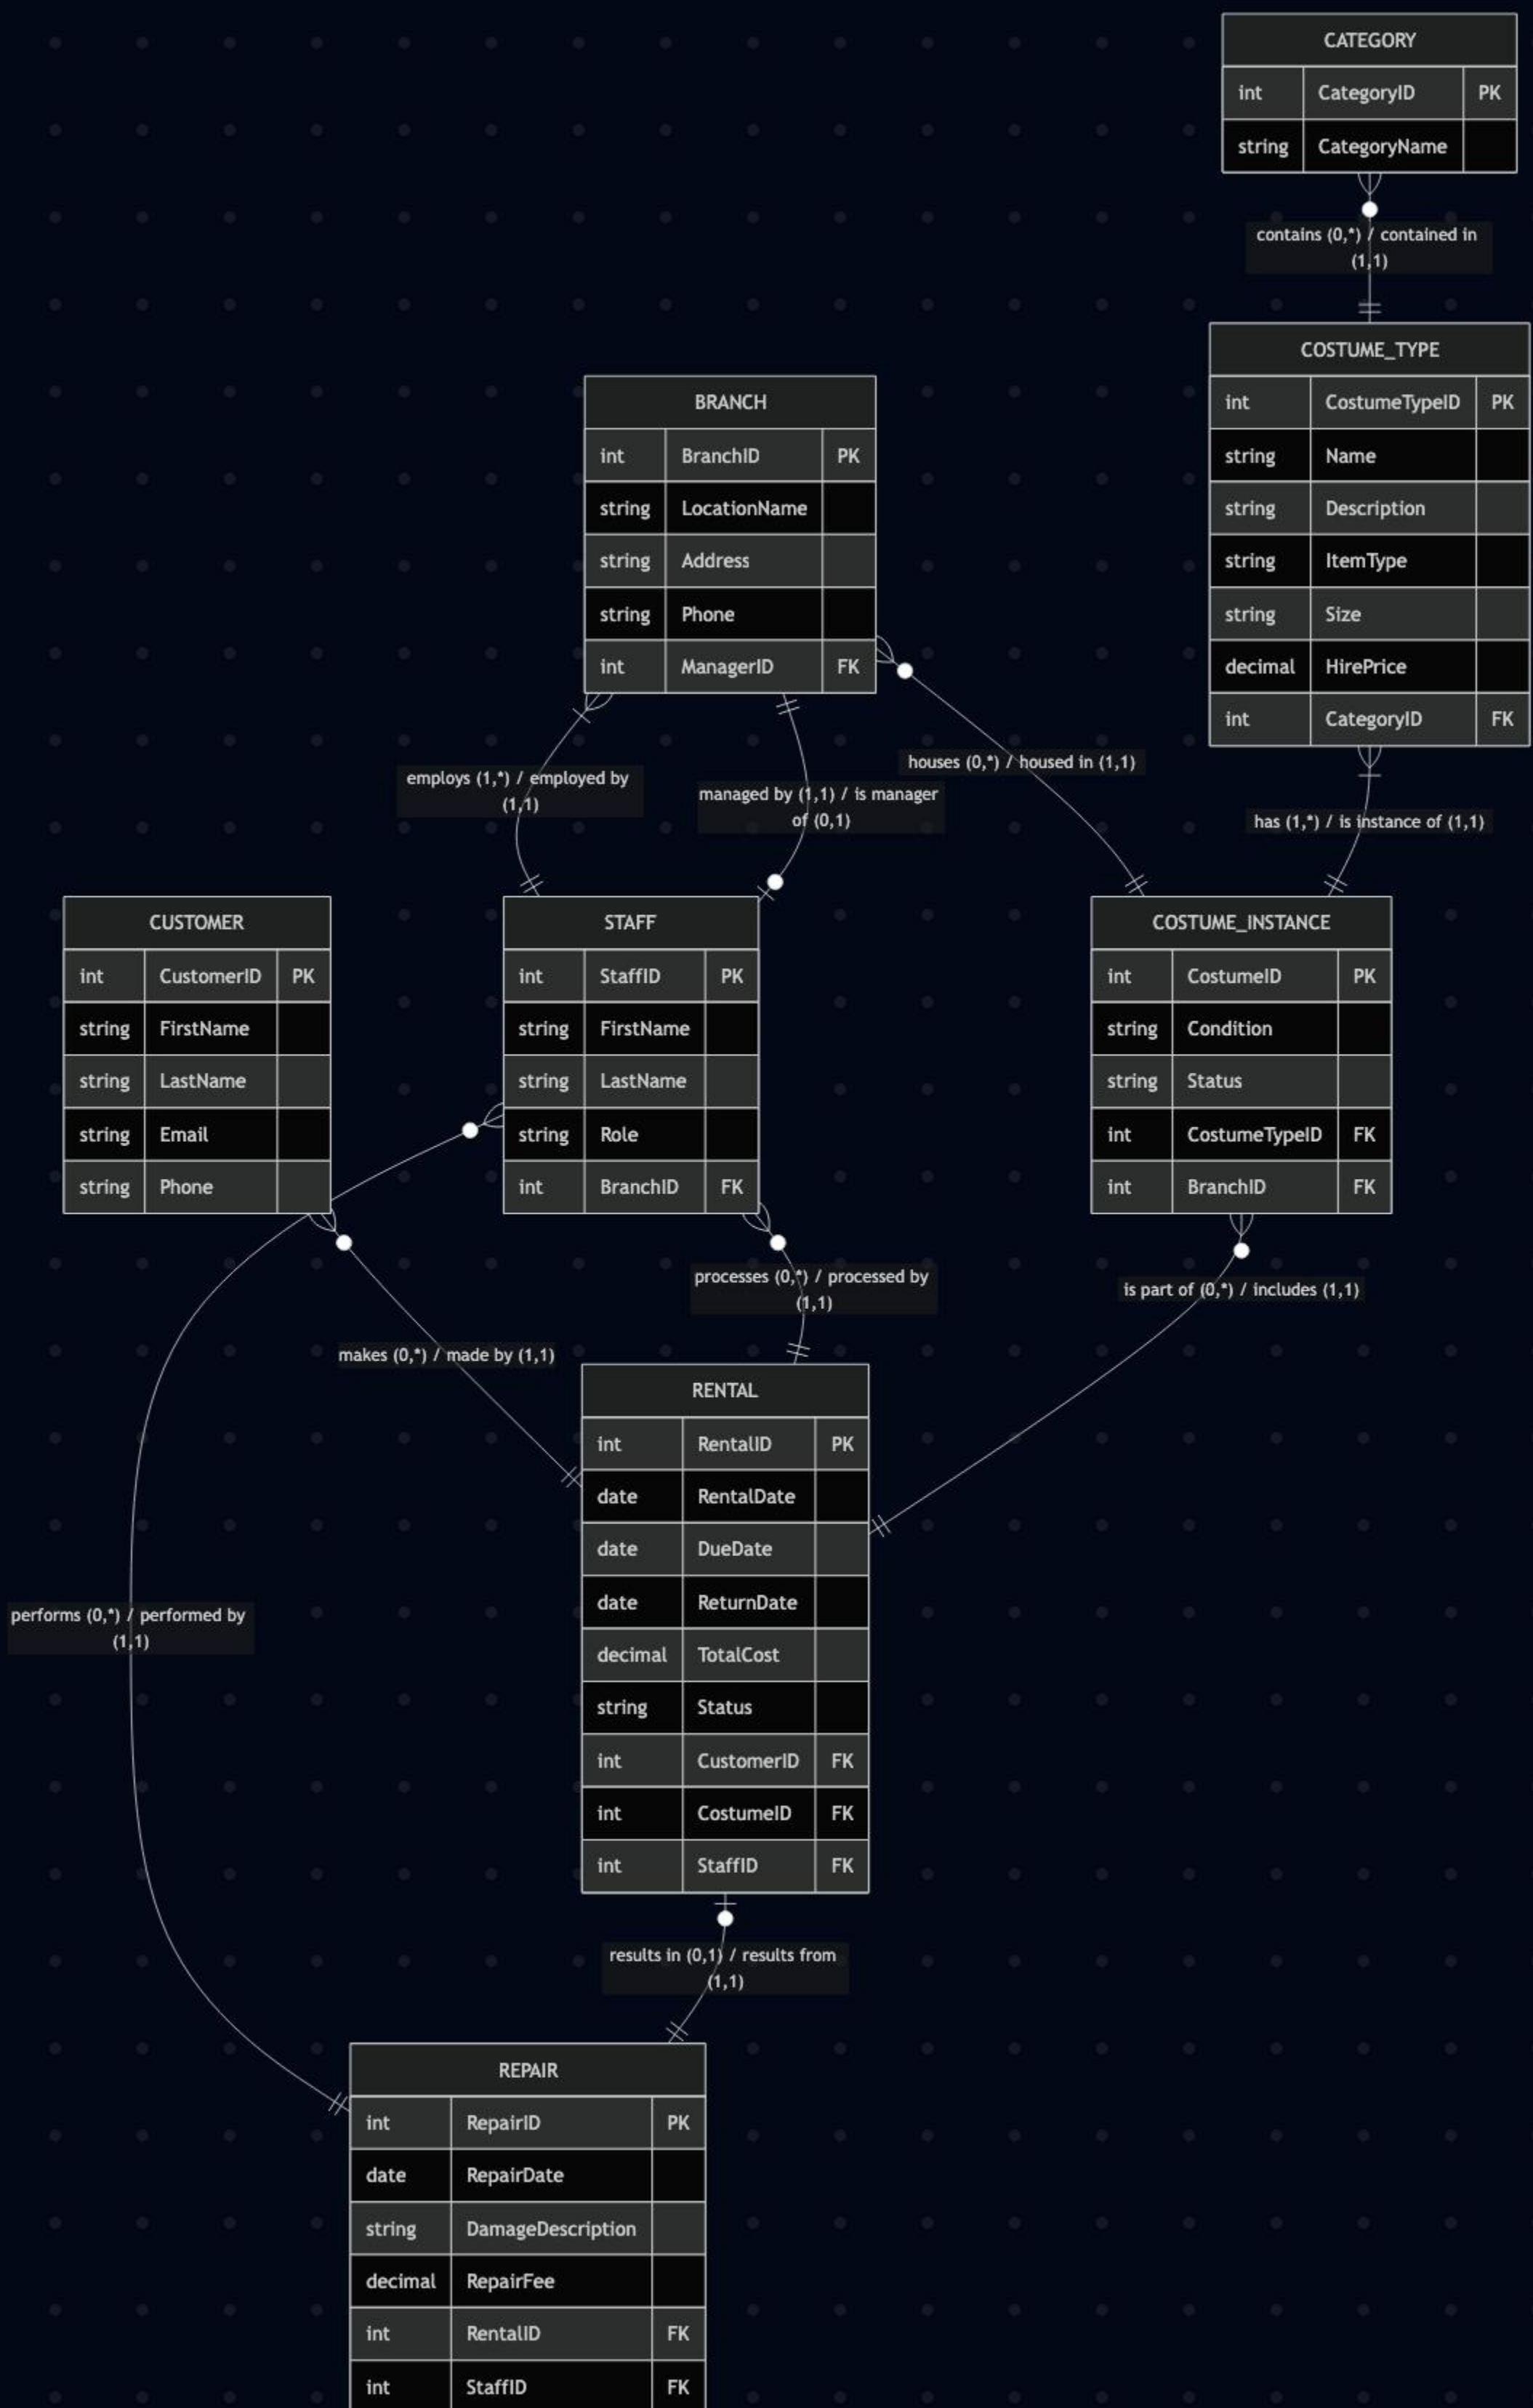 CATEGORY
int CategoryID PK
string CategoryName
contains (0,*) / contained in
(1,1)
COSTUME_TYPE
int CostumeTypeID PK
string Name
string Description
string ItemType
string Size
decimal HirePrice
int CategoryID FK
BRANCH
int BranchID PK
string LocationName
string Address
string Phone
int ManagerID FK
employs (1,*) / employed by
(1,1)
managed by (1,1) / is manager
of (0,1)
houses (0,*) / housed in (1,1)
has (1,*) / is instance of (1,1)
CUSTOMER
int CustomerID PK
string FirstName
string LastName
string Email
string Phone
STAFF
int StaffID PK
string FirstName
string LastName
string Role
int BranchID FK
COSTUME_INSTANCE
int CostumeID PK
string Condition
string Status
int CostumeTypeID FK
int BranchID FK
processes (0,*) / processed by
(1,1)
is part of (0,*) / includes (1,1)
makes (0,*) / made by (1,1)
RENTAL
int RentalID PK
date RentalDate
date DueDate
date ReturnDate
decimal TotalCost
string Status
int CustomerID FK
int CostumeID FK
int StaffID FK
performs (0,*) / performed by
(1,1)
results in (0,1) / results from
(1,1)
REPAIR
int RepairID PK
date RepairDate
string DamageDescription
decimal RepairFee
int RentalID FK
int StaffID FK